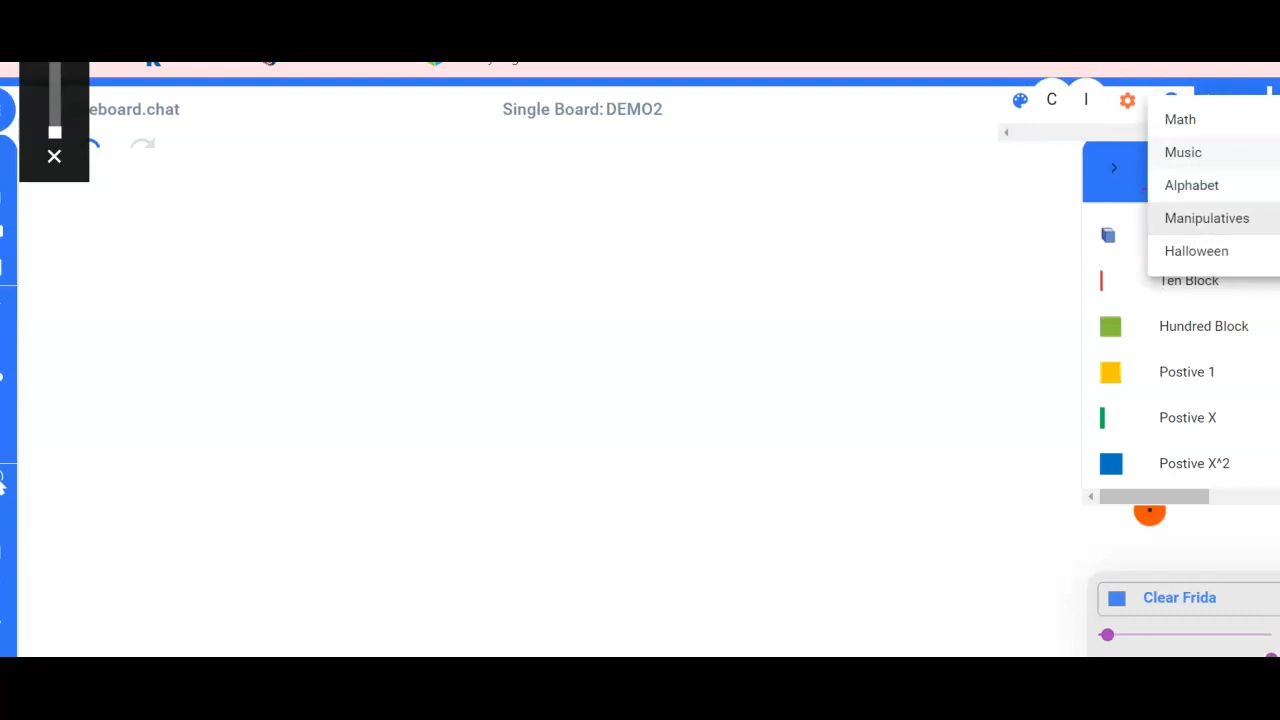 eboard.chat
Single Board: DEMO2
C
I
Math
Music
Alphabet
Manipulatives
Halloween
Ten Block
Hundred Block
Postive 1
Postive X
Postive X^2
Clear Frida